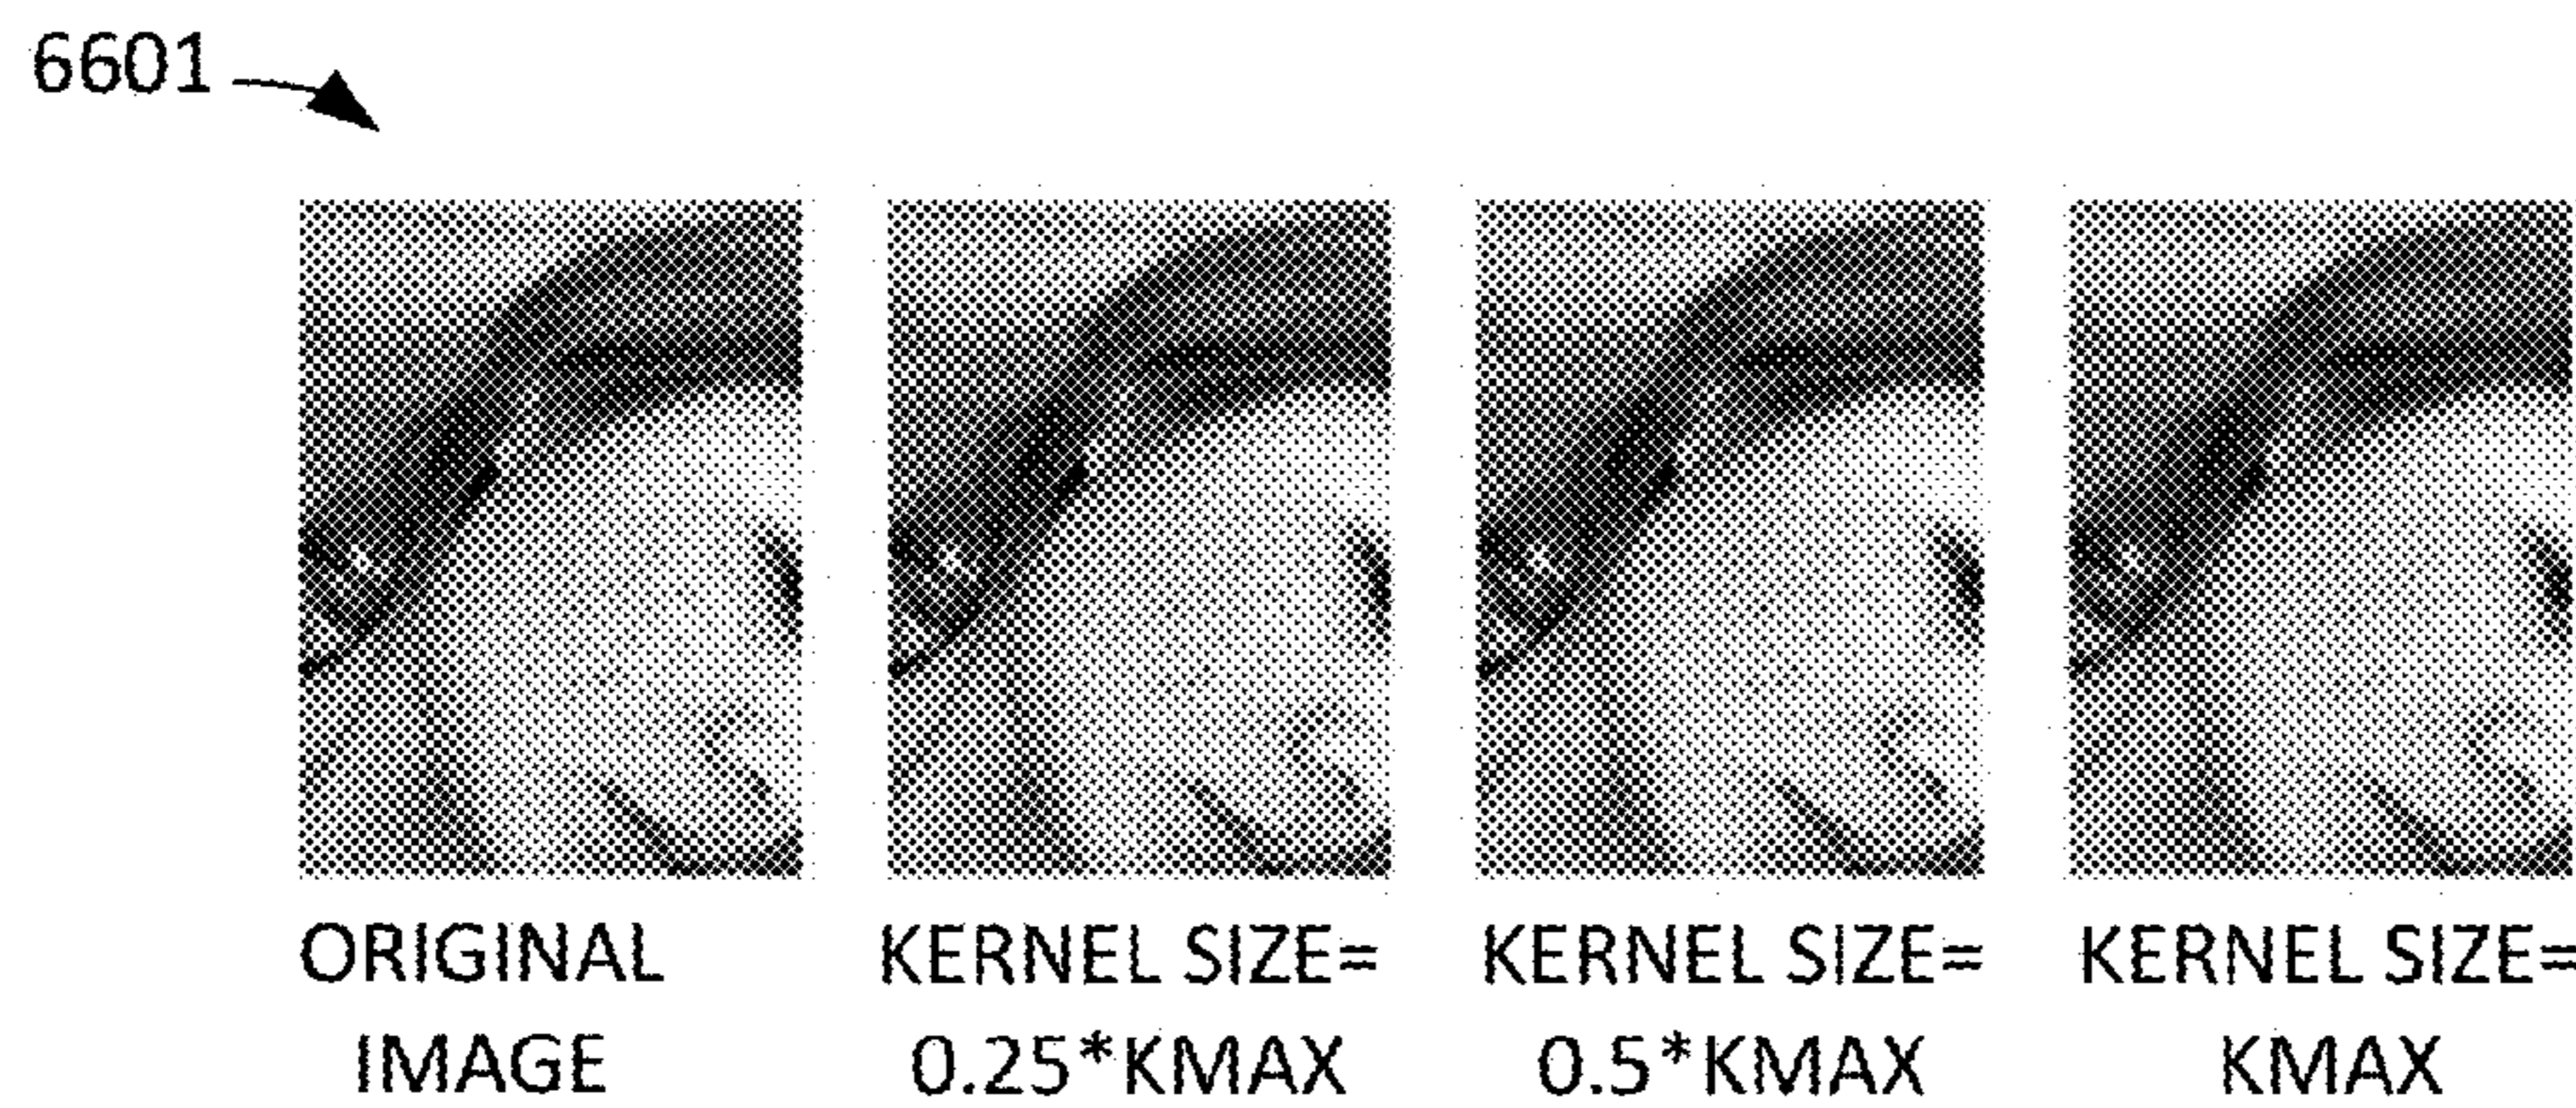 6601
ORIGINAL IMAGE
KERNEL SIZE= 0.25*KMAX
KERNEL SIZE= 0.5*KMAX
KERNEL SIZE= KMAX